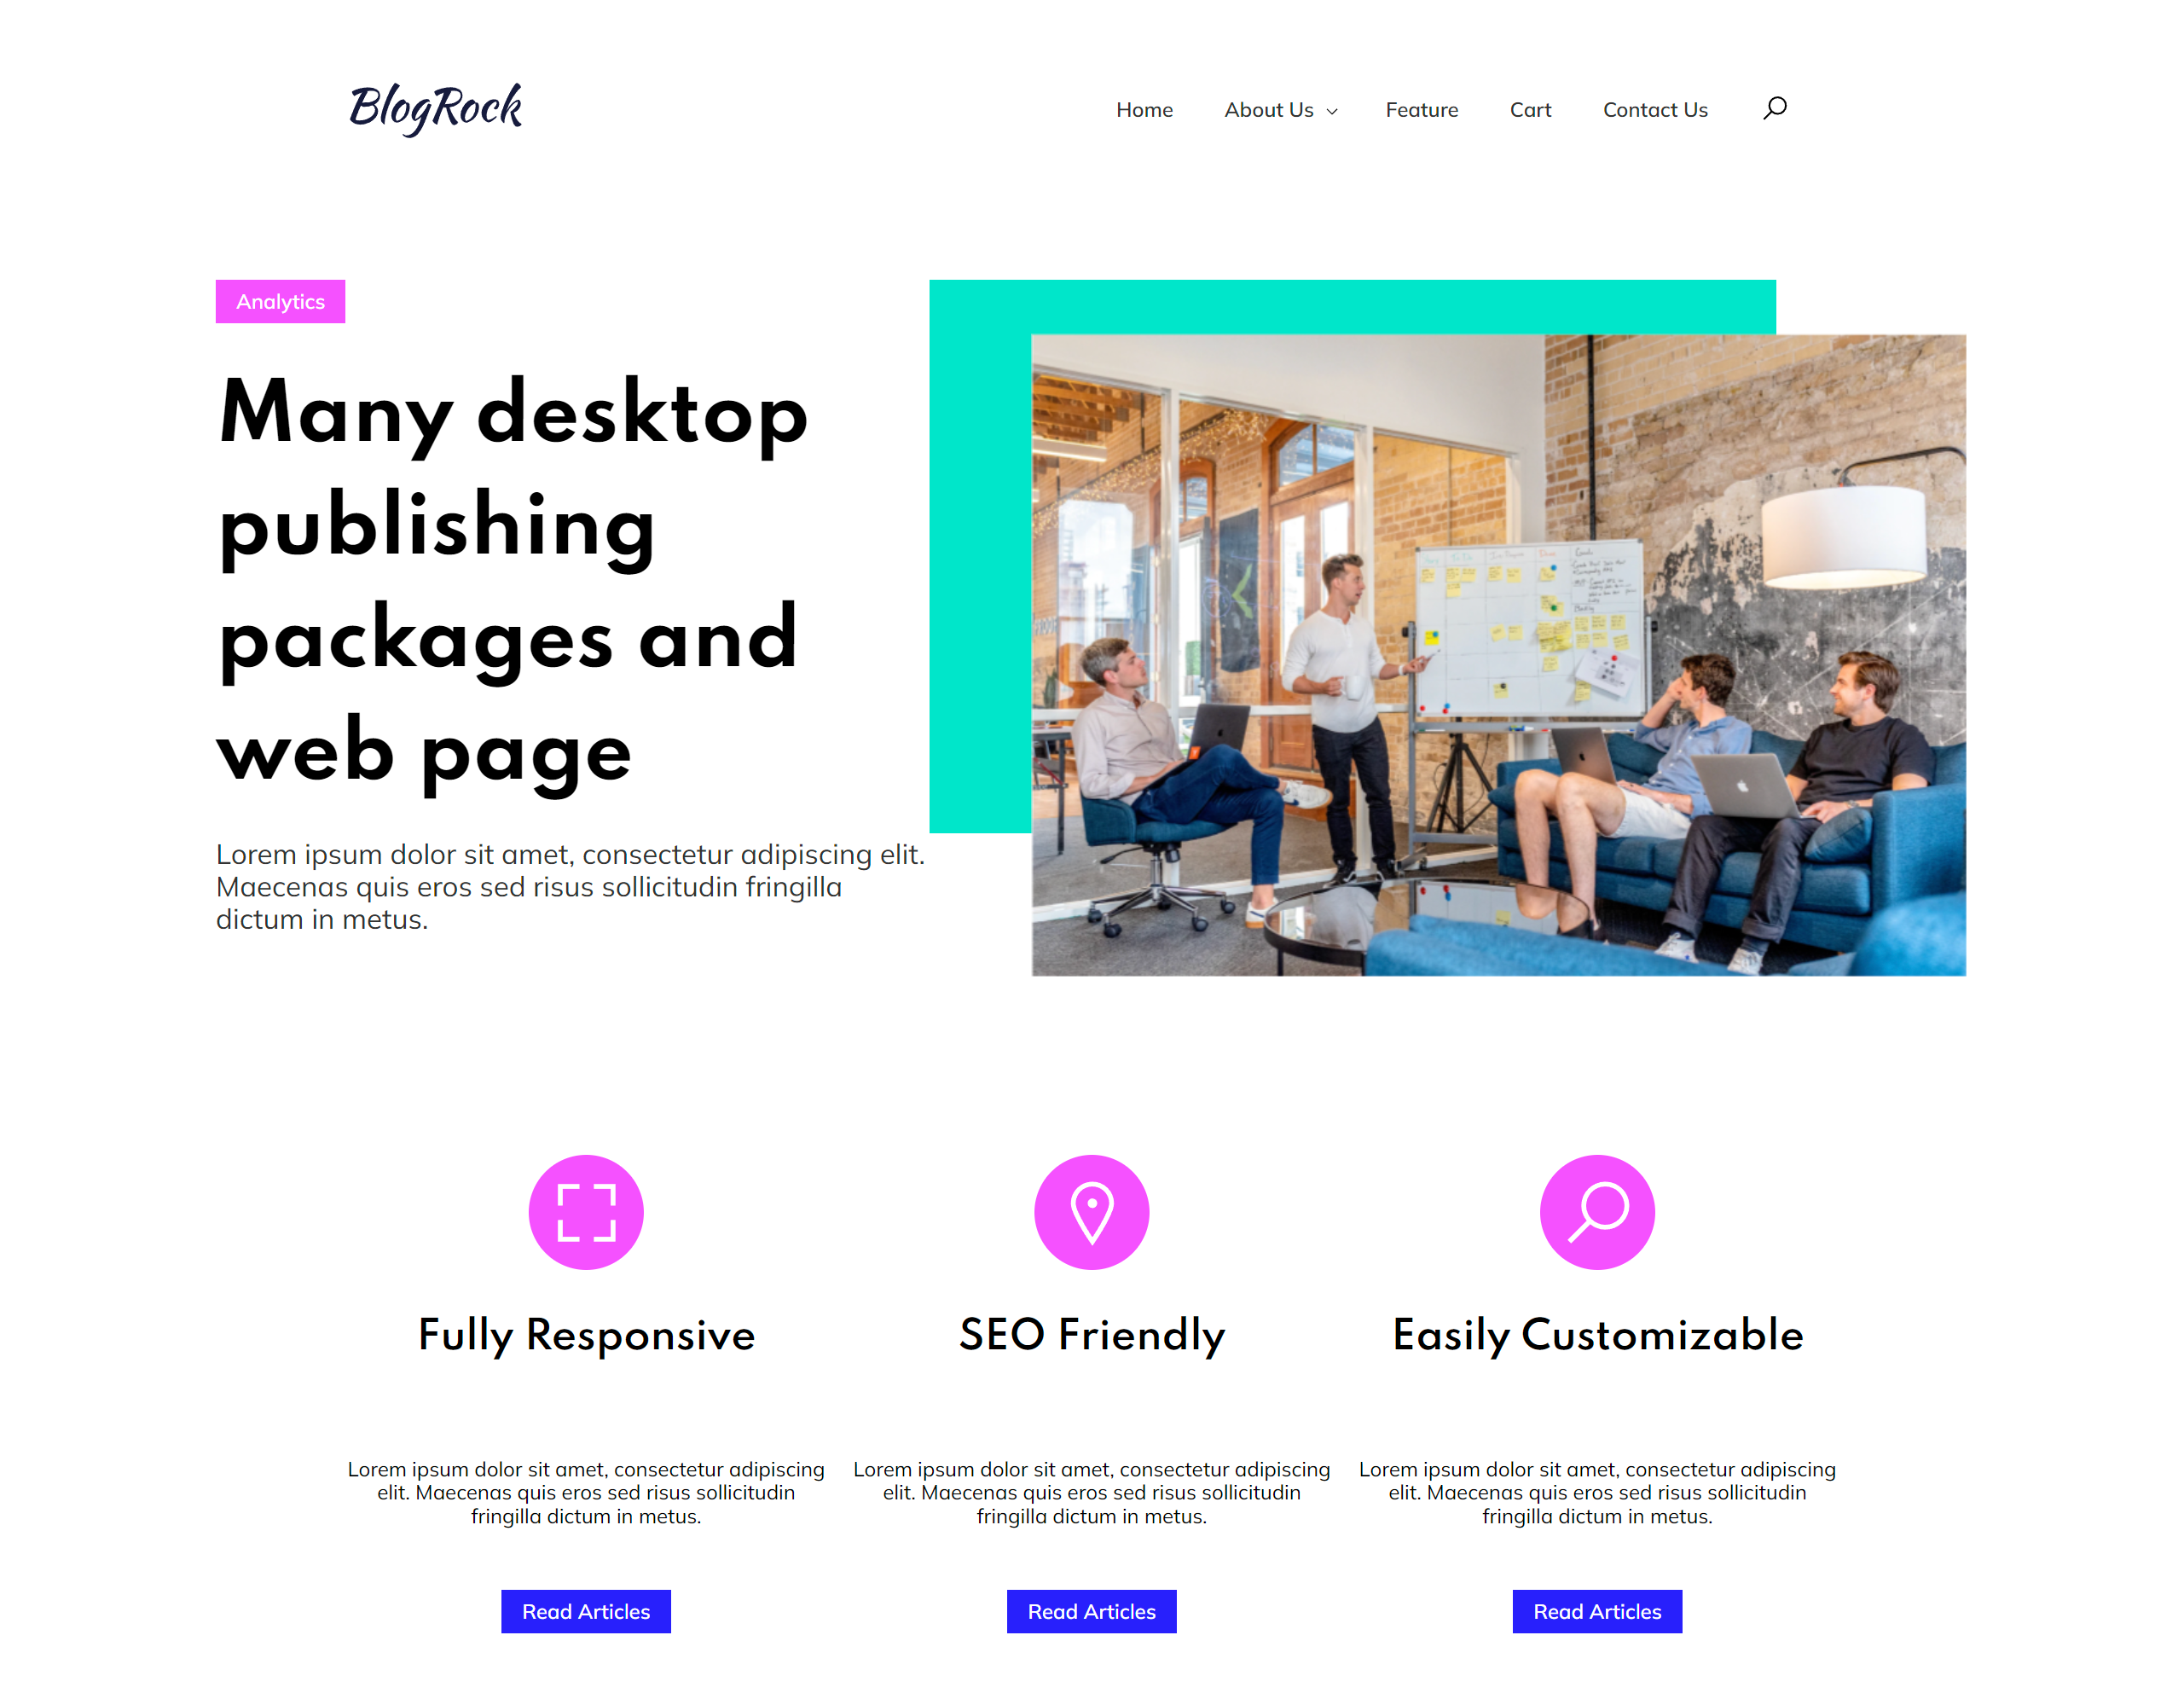 BlogRock
Home About Us Feature Cart Contact Us
Analytics
Many desktop
publishing
packages and
web page
Lorem ipsum dolor sit amet, consectetur adipiscing elit.
Maecenas quis eros sed risus sollicitudin fringilla
dictum in metus.
Fully Responsive
Lorem ipsum dolor sit amet, consectetur adipiscing
elit. Maecenas quis eros sed risus sollicitudin
fringilla dictum in metus.
Read Articles
SEO Friendly
Lorem ipsum dolor sit amet, consectetur adipiscing
elit. Maecenas quis eros sed risus sollicitudin
fringilla dictum in metus.
Read Articles
Easily Customizable
Lorem ipsum dolor sit amet, consectetur adipiscing
elit. Maecenas quis eros sed risus sollicitudin
fringilla dictum in metus.
Read Articles